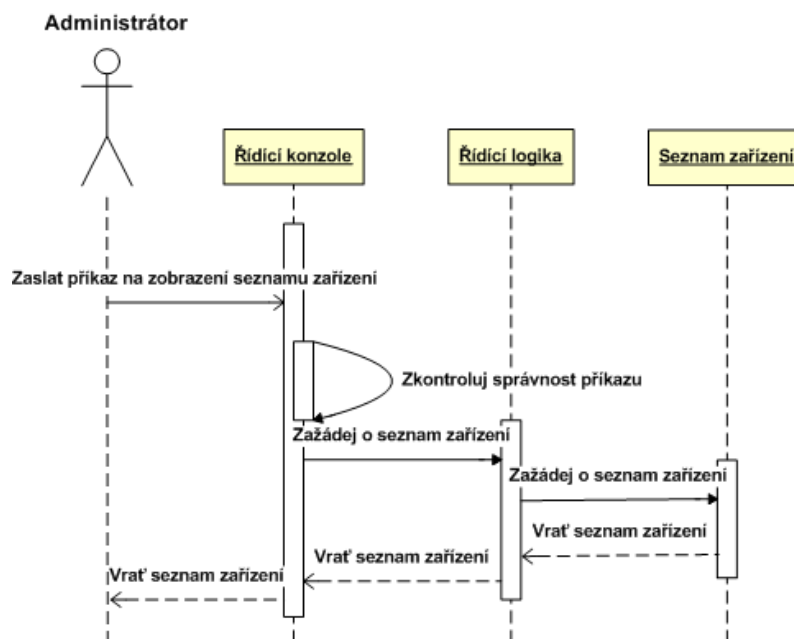 Administrátor
Řídící konzole
Řídící logika
Seznam zařízení
Zaslat příkaz na zobrazení seznamu zařízení
Zkontroluj správnost příkazu
Zažádej o seznam zařízení
Zažádej o seznam zařízení
Vrať seznam zařízení
Vrať seznam zařízení
Vrať seznam zařízení